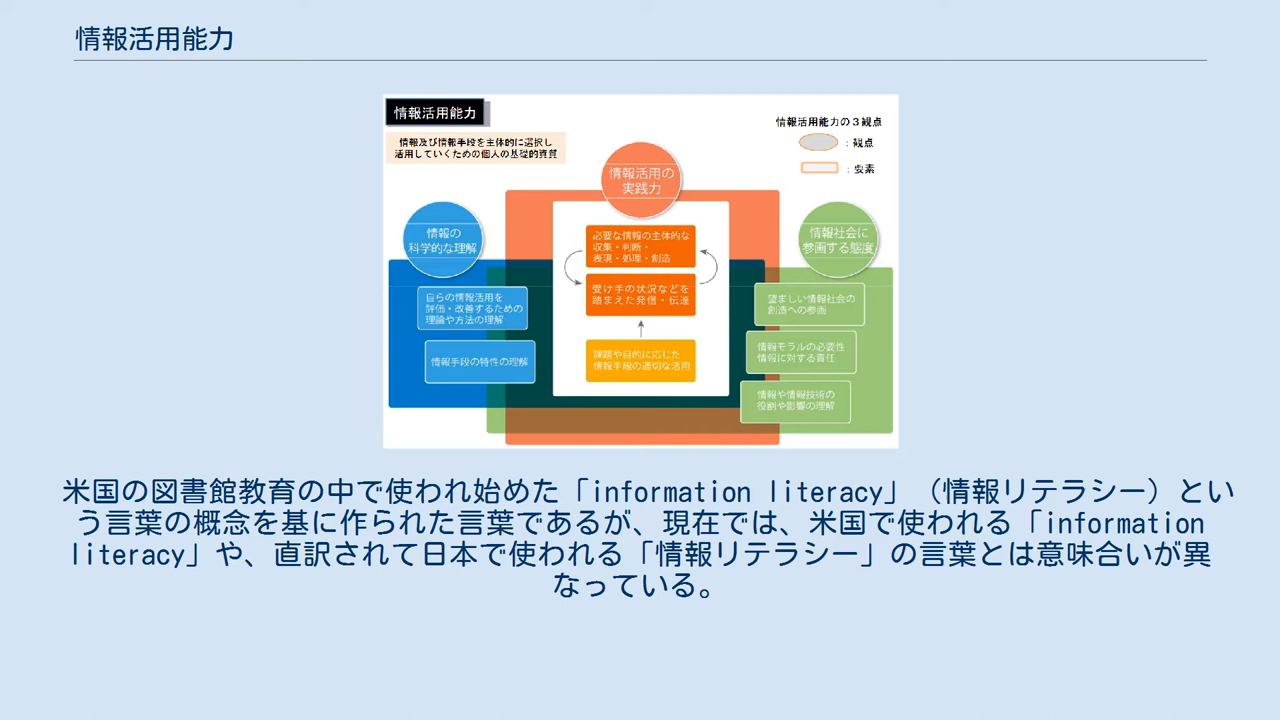 情報活用能力
情報活用能力
情報及び情報手段を主体的に選択し
活用していくための個人の基礎的資質
情報活用能力の３観点
：観点
：要素
情報活用の
実践力
情報の
科学的な理解
情報社会に
参画する態度
必要な情報の主体的な
収集・判断・
表現・処理・創造
受け手の状況などを
踏まえた発信・伝達
課題や目的に応じた
情報手段の適切な活用
自らの情報活用を
評価・改善するための
理論や方法の理解
情報手段の特性の理解
望ましい情報社会の
創造への参画
情報モラルの必要性
情報に対する責任
情報や情報技術の
役割や影響の理解
米国の図書館教育の中で使われ始めた「information literacy」（情報リテラシー）とい
う言葉の概念を基に作られた言葉であるが、現在では、米国で使われる「information
literacy」や、直訳されて日本で使われる「情報リテラシー」の言葉とは意味合いが異
なっている。